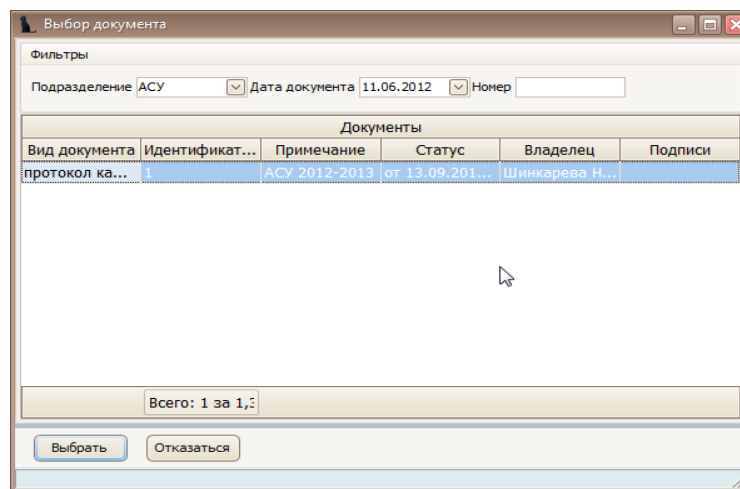 Выбор документа
Фильтры
Подразделение АСУ Дата документа 11.06.2012 Номер
Документы
Вид документа Идентификат... Примечание Статус Владелец Подписи
протокол ка... 1 АСУ 2012-2013 от 13.09.201... Шинкарева Н...
Всего: 1 за 1,3
Выбрать Отказаться